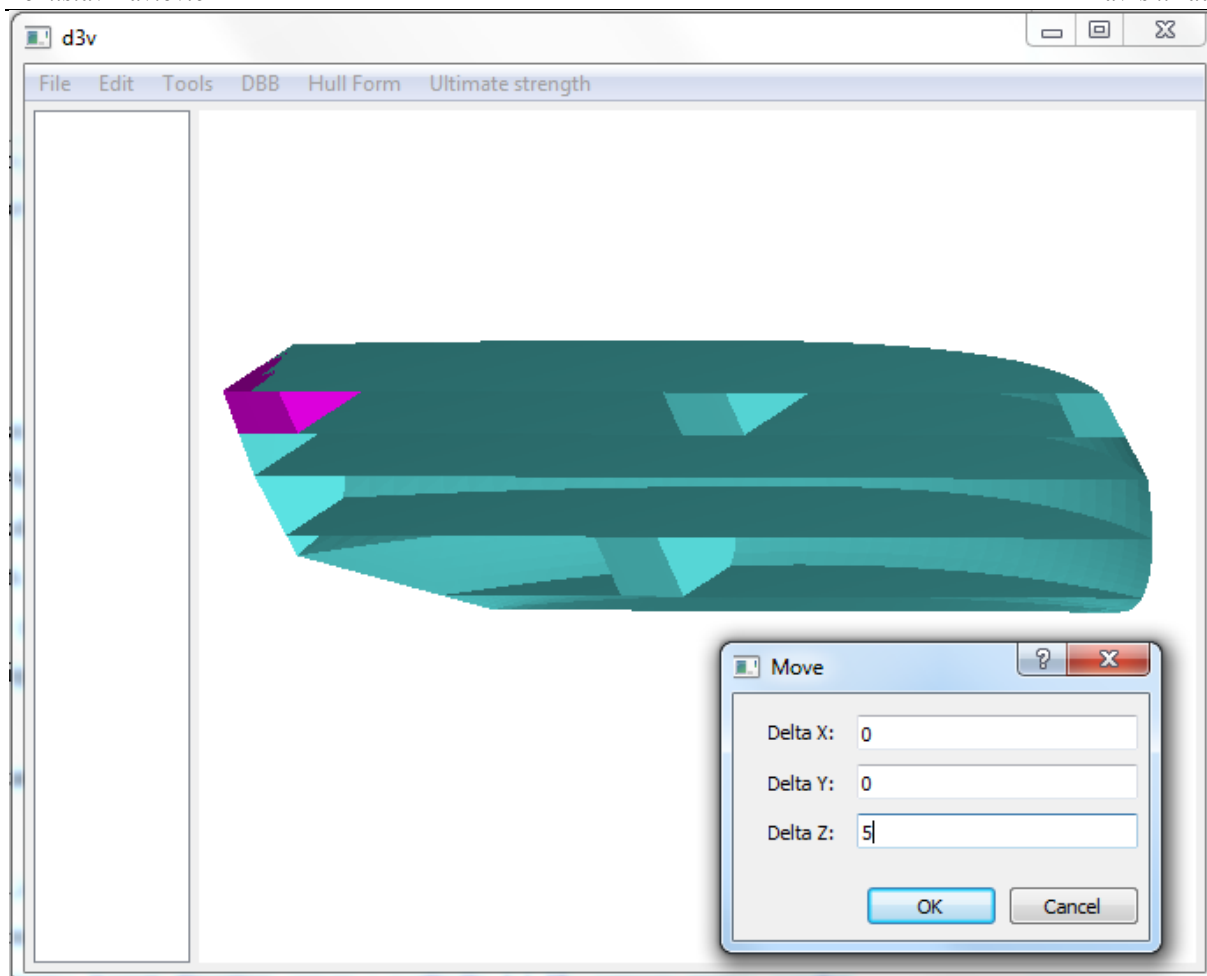 d3v
File Edit Tools DBB Hull Form Ultimate strength
Move
Delta X: 0
Delta Y: 0
Delta Z: 5
OK Cancel